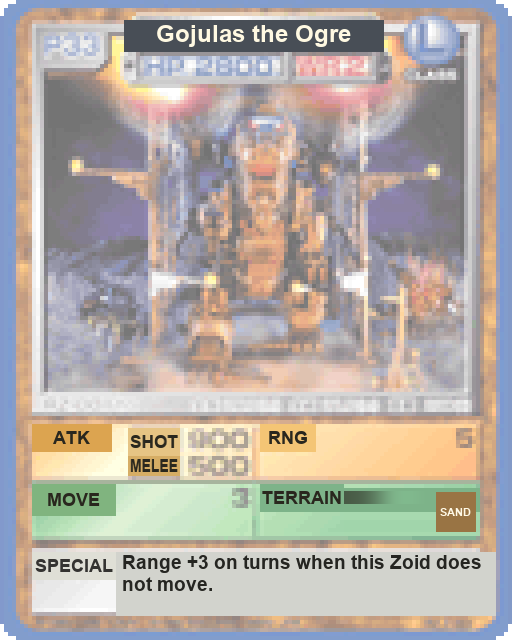 Gojulas the Ogre
P33
HP 2800
WR2
L
CLASS
ATK
SHOT 900
MELEE 500
RNG 5
MOVE 3
TERRAIN
SAND
SPECIAL
Range +3 on turns when this Zoid does
not move.